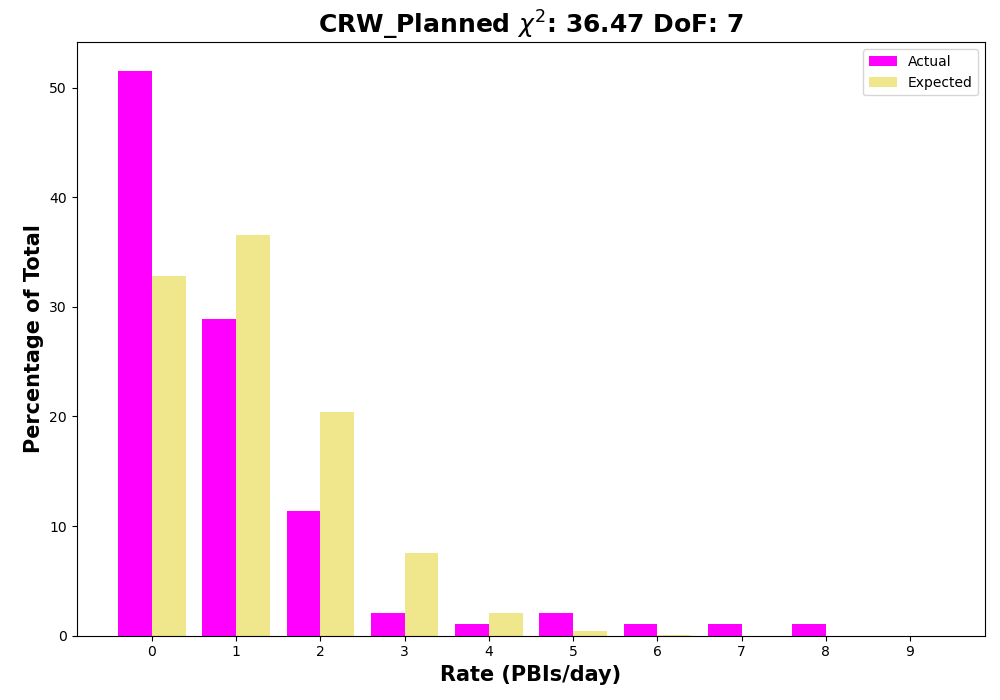 CRW_Planned χ²: 36.47 DoF: 7
Actual
Expected
Percentage of Total
50
40
30
20
10
0
0 1 2 3 4 5 6 7 8 9
Rate (PBIs/day)